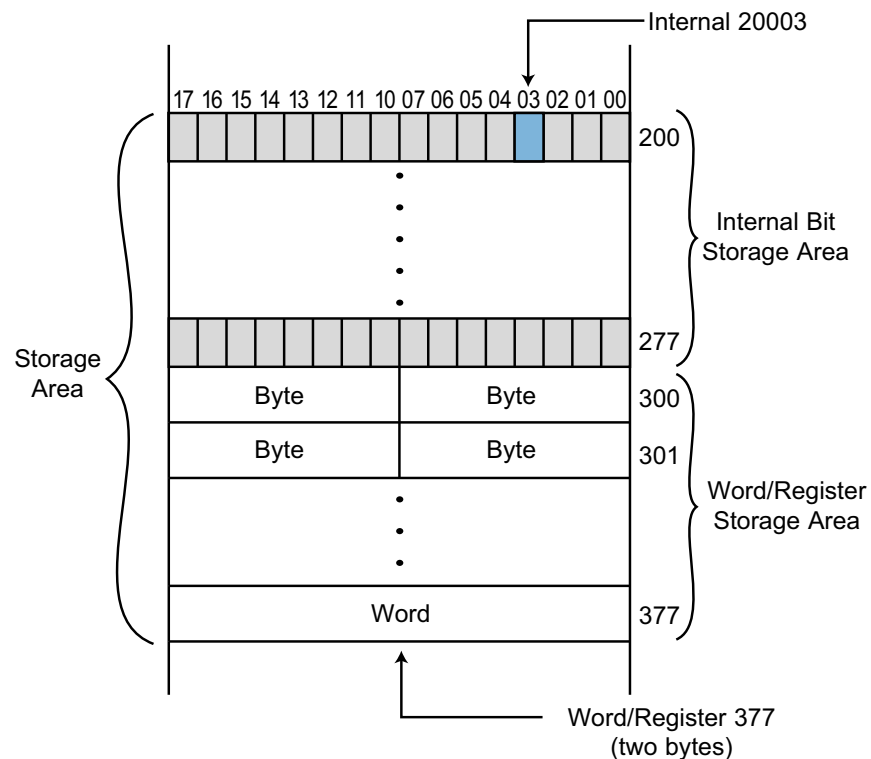 Internal 20003
17 16 15 14 13 12 11 10 07 06 05 04 03 02 01 00
200
Internal Bit
Storage Area
277
Storage
Area
Byte Byte 300
Byte Byte 301
Word/Register
Storage Area
Word 377
Word/Register 377
(two bytes)